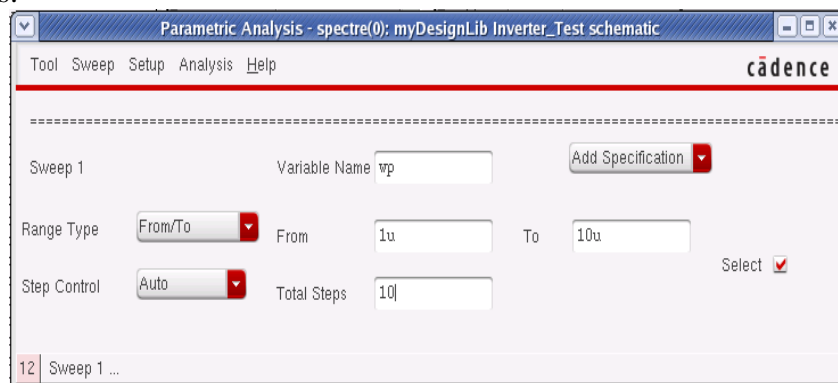 Parametric Analysis - spectre(0): myDesignLib Inverter_Test schematic
Tool Sweep Setup Analysis Help cādence
Sweep 1 Variable Name wp Add Specification
Range Type From/To From 1u To 10u
Select
Step Control Auto Total Steps 10
12 Sweep 1 ...